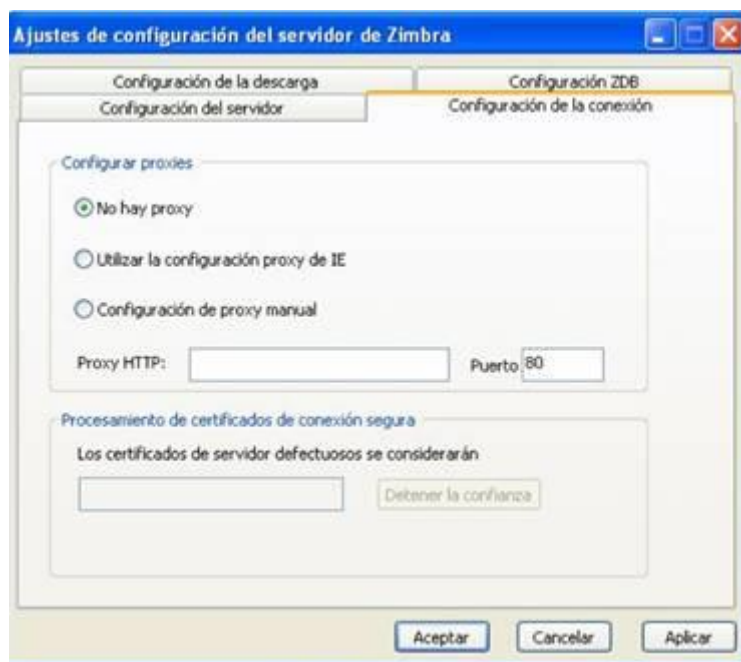 Ajustes de configuración del servidor de Zimbra
Configuración de la descarga
Configuración ZDB
Configuración del servidor
Configuración de la conexión
Configurar proxies
No hay proxy
Utilizar la configuración proxy de IE
Configuración de proxy manual
Proxy HTTP:
Puerto 80
Procesamiento de certificados de conexión segura
Los certificados de servidor defectuosos se considerarán
Detener la confianza
Aceptar
Cancelar
Aplicar